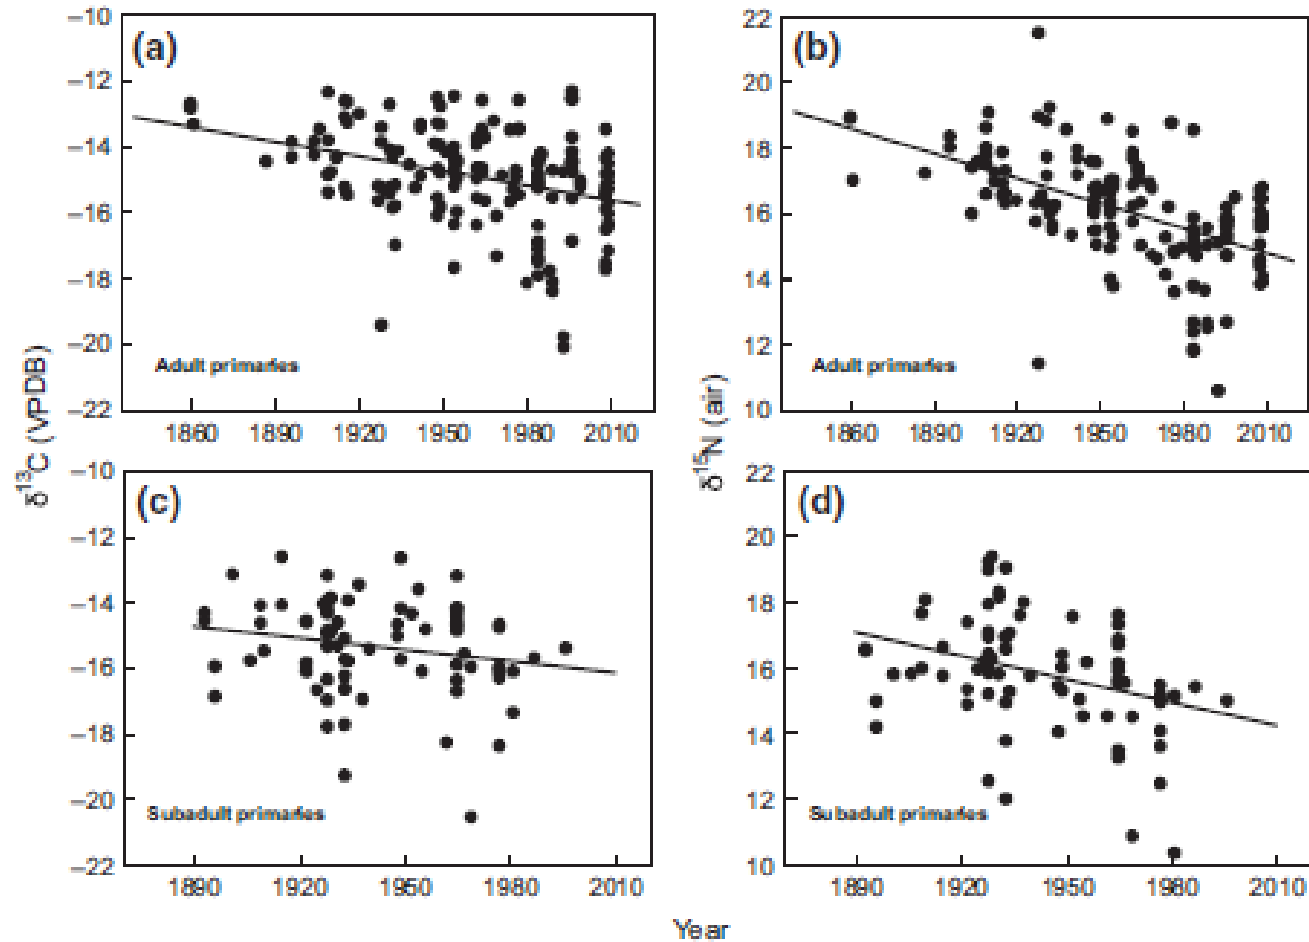 (a)
−10
−12
−14
−16
−18
−20
−22
Adult primaries
1860 1890 1920 1950 1980 2010
(b)
22
20
18
16
14
12
10
Adult primaries
1860 1890 1920 1950 1980 2010
δ13C (VPDB)
δ15N (air)
(c)
−10
−12
−14
−16
−18
−20
−22
Subadult primaries
1890 1920 1950 1980 2010
(d)
22
20
18
16
14
12
10
Subadult primaries
1890 1920 1950 1980 2010
Year